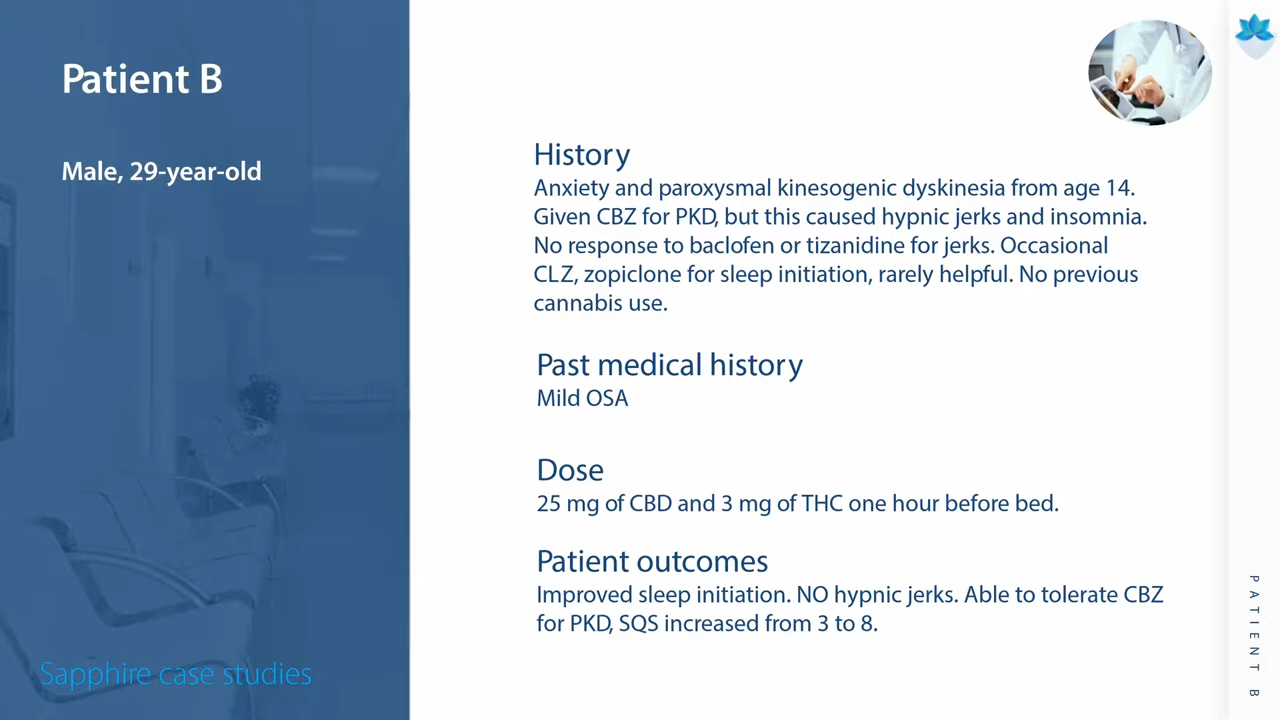 Patient B
Male, 29-year-old
History
Anxiety and paroxysmal kinesogenic dyskinesia from age 14.
Given CBZ for PKD, but this caused hypnic jerks and insomnia.
No response to baclofen or tizanidine for jerks. Occasional
CLZ, zopiclone for sleep initiation, rarely helpful. No previous
cannabis use.
Past medical history
Mild OSA
Dose
25 mg of CBD and 3 mg of THC one hour before bed.
Patient outcomes
Improved sleep initiation. NO hypnic jerks. Able to tolerate CBZ
for PKD, SQS increased from 3 to 8.
Sapphire case studies
PATIENT B